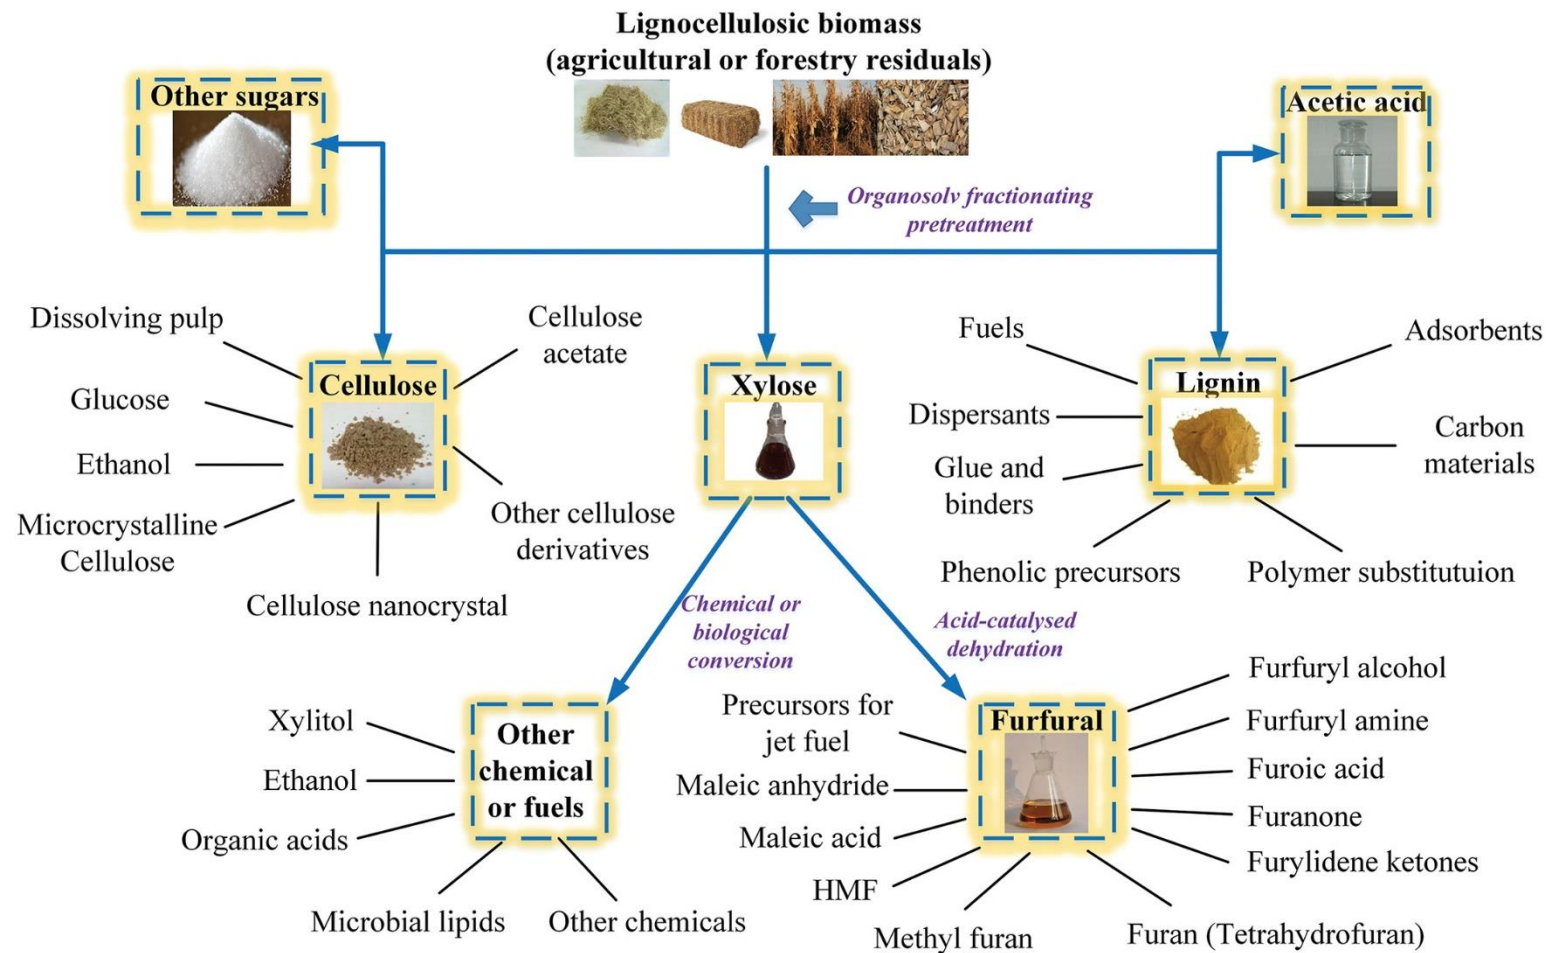 Lignocellulosic biomass
(agricultural or forestry residuals)
Other sugars
Acetic acid
Organosolv fractionating
pretreatment
Dissolving pulp
Glucose
Ethanol
Microcrystalline
Cellulose
Cellulose nanocrystal
Cellulose
Cellulose
acetate
Other cellulose
derivatives
Xylose
Fuels
Dispersants
Glue and
binders
Phenolic precursors
Lignin
Adsorbents
Carbon
materials
Polymer substitutuion
Chemical or
biological
conversion
Acid-catalysed
dehydration
Xylitol
Ethanol
Organic acids
Microbial lipids
Other chemicals
Other
chemical
or fuels
Precursors for
jet fuel
Maleic anhydride
Maleic acid
HMF
Methyl furan
Furfural
Furfuryl alcohol
Furfuryl amine
Furoic acid
Furanone
Furylidene ketones
Furan (Tetrahydrofuran)